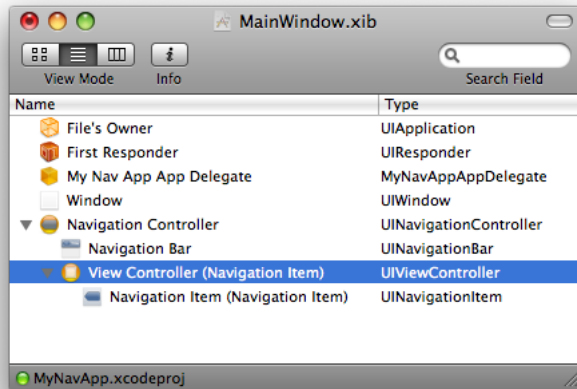 MainWindow.xib
View Mode Info Search Field
Name Type
File's Owner UIApplication
First Responder UIResponder
My Nav App App Delegate MyNavAppAppDelegate
Window UIWindow
Navigation Controller UINavigationController
Navigation Bar UINavigationBar
View Controller (Navigation Item) UIViewController
Navigation Item (Navigation Item) UINavigationItem
MyNavApp.xcodeproj